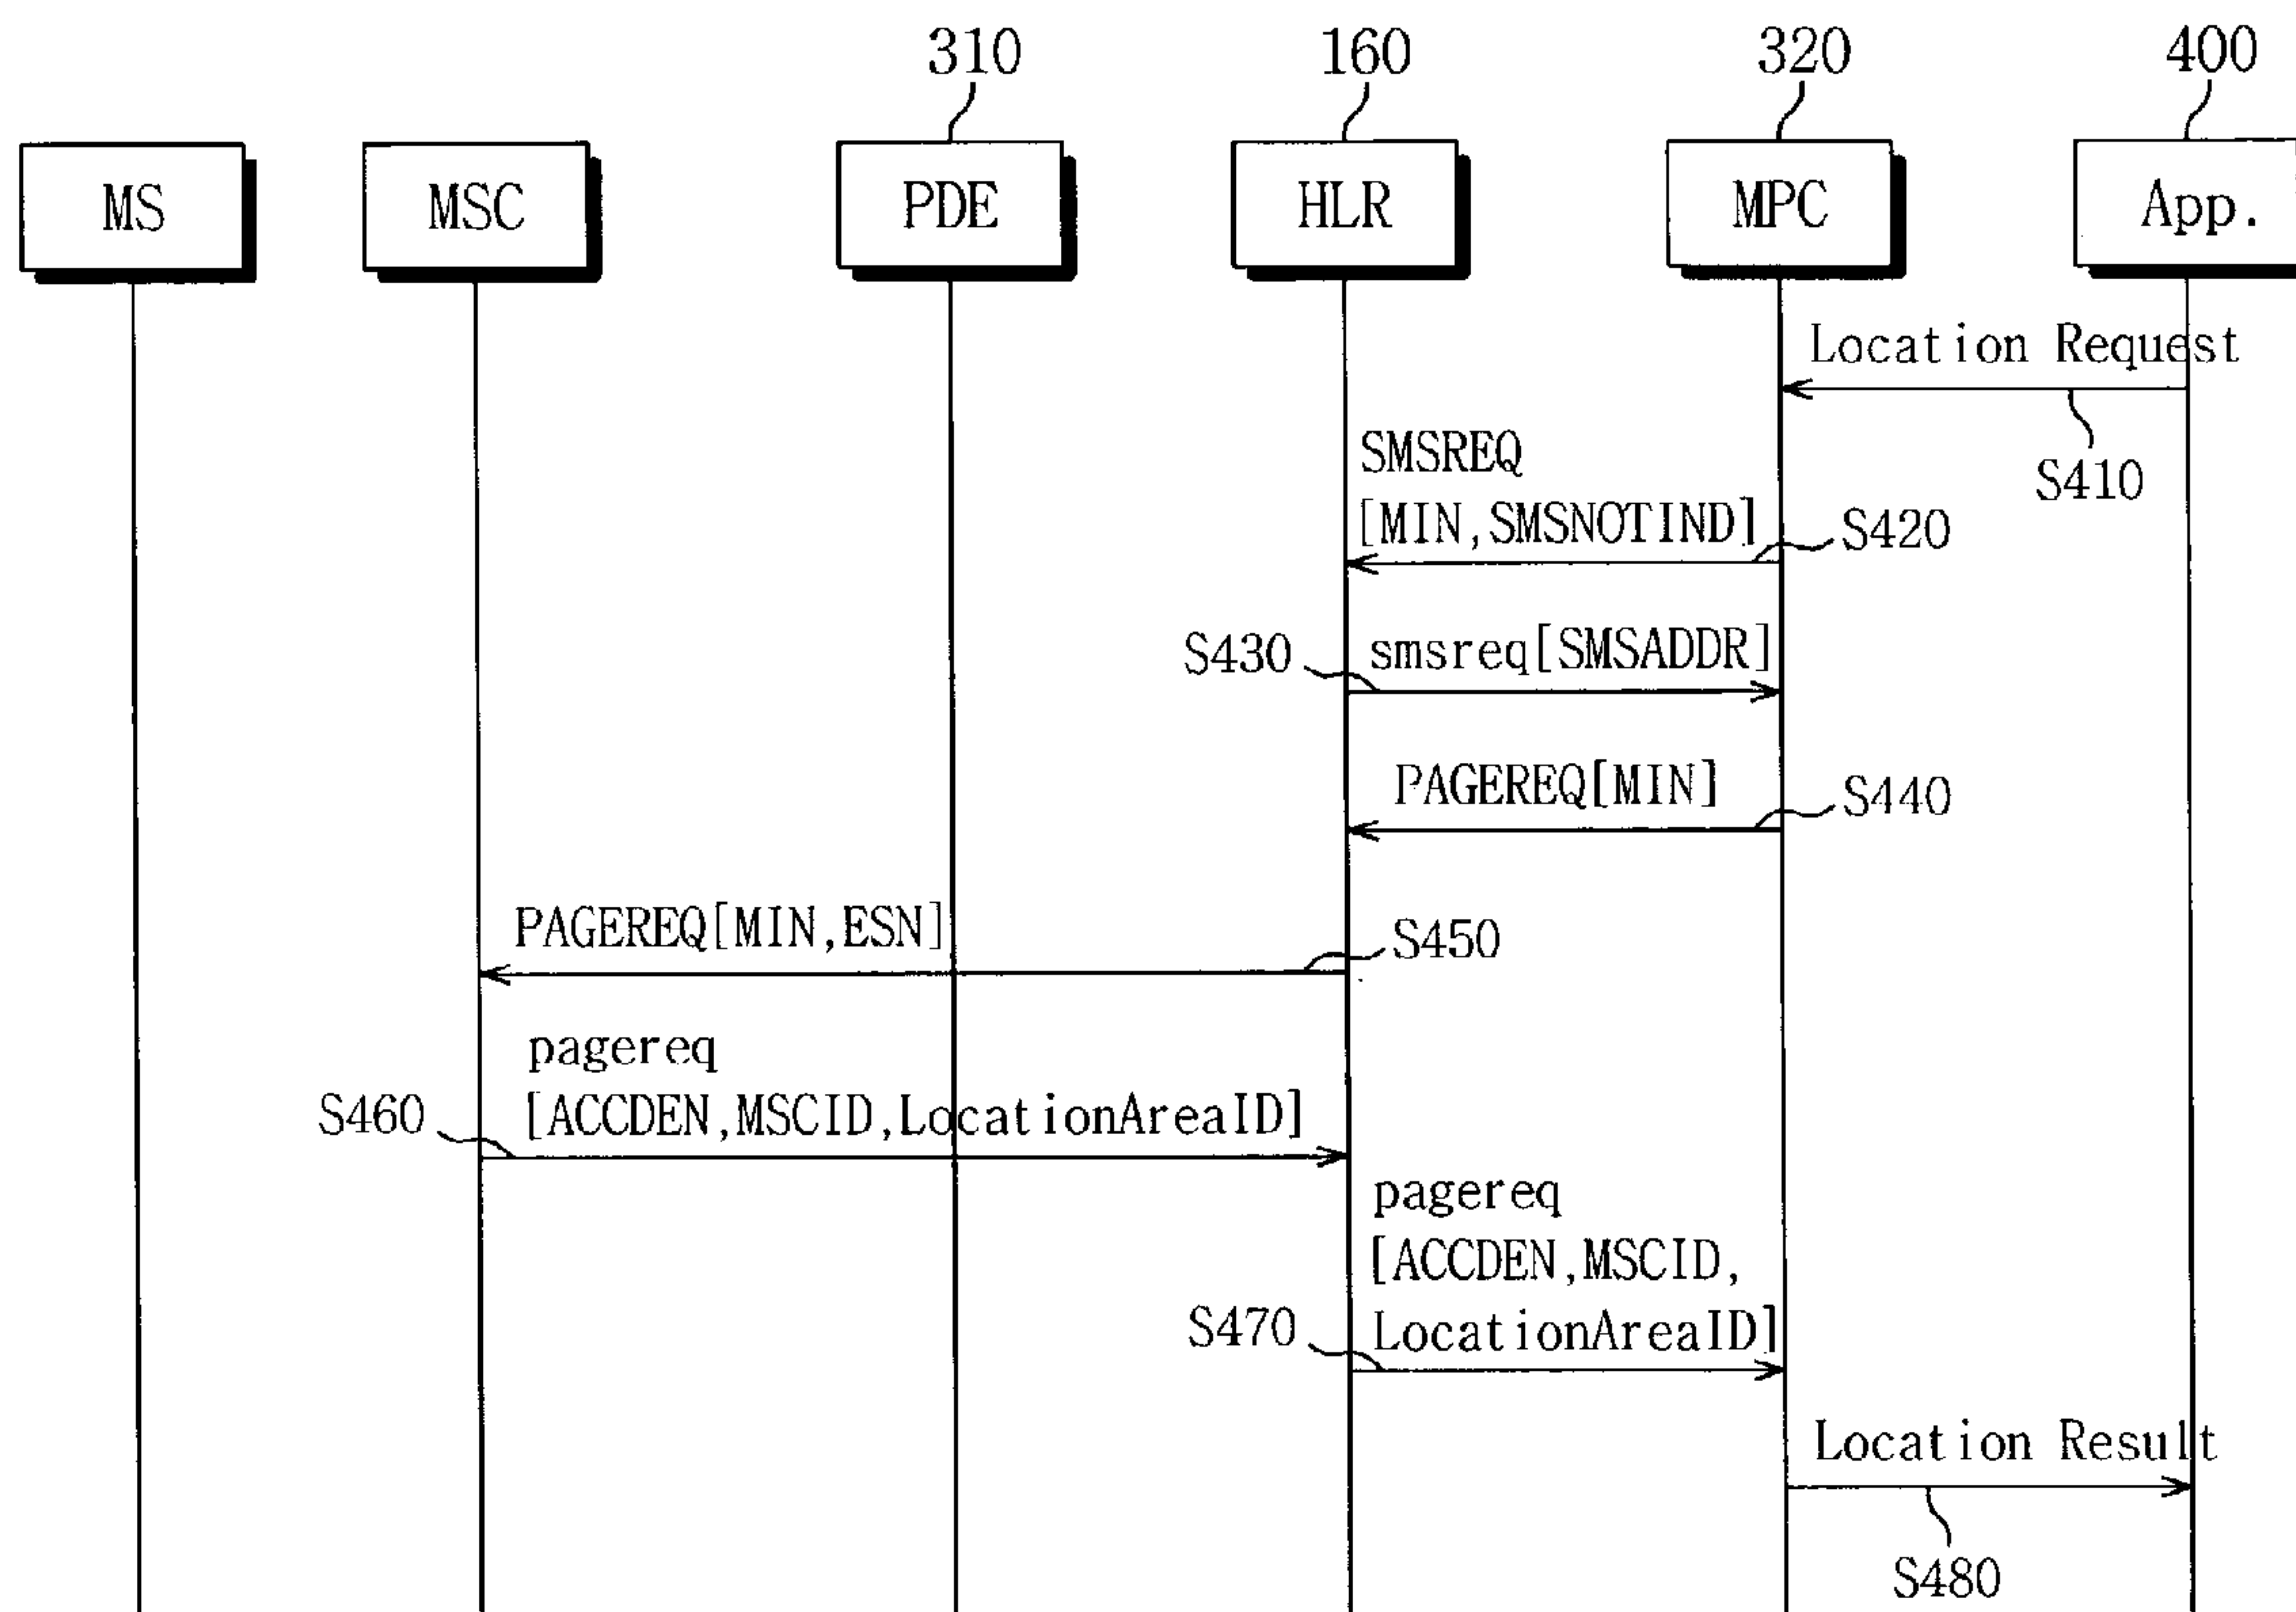 310
160
320
400
MS
MSC
PDE
HLR
MPC
App.
Location Request
S410
SMSREQ
[MIN,SMSNOTIND]
S420
S430
smsreq[SMSADDR]
PAGEREQ[MIN]
S440
PAGEREQ[MIN,ESN]
S450
pagereq
[ACCDEN,MSCID,LocationAreaID]
S460
pagereq
[ACCDEN,MSCID,
LocationAreaID]
S470
Location Result
S480